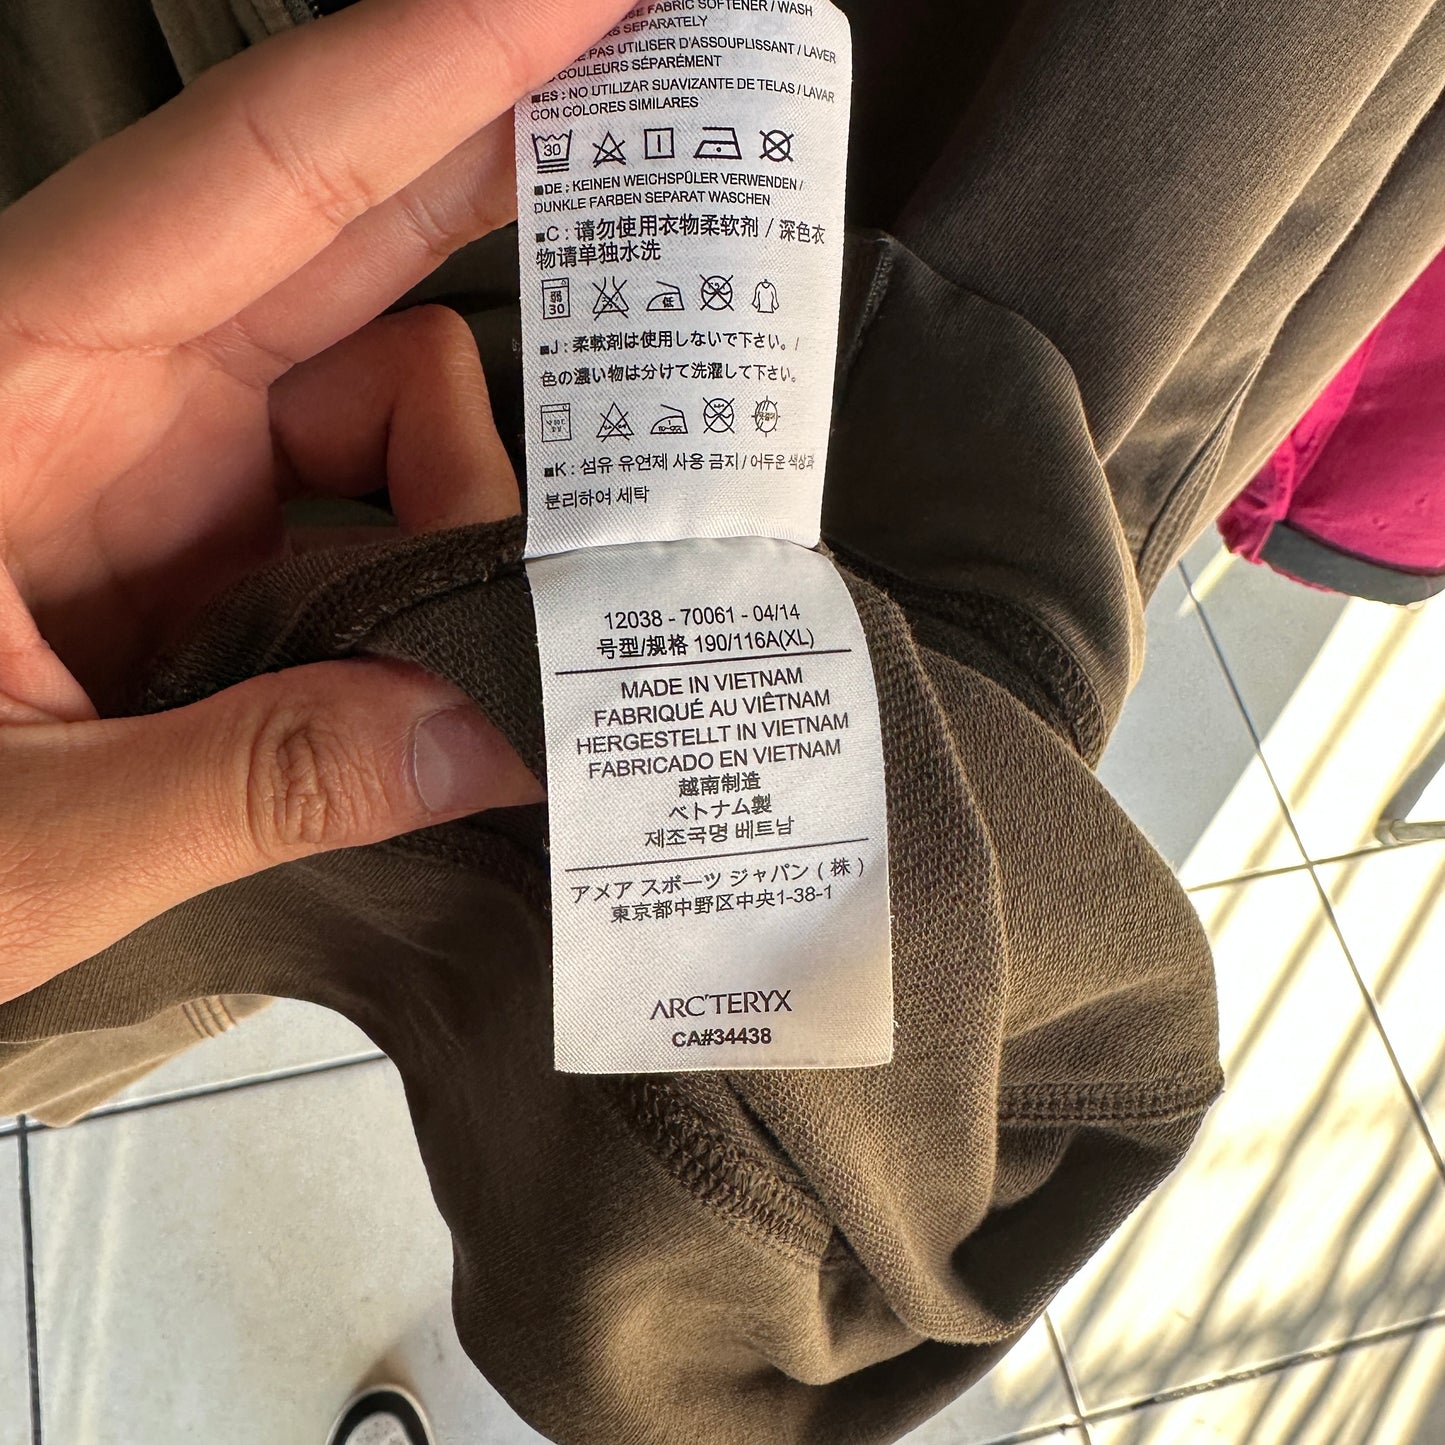 FABRIC SOFTENER / WASH
SEPARATELY
PAS UTILISER D'ASSOUPLISSANT / LAVER
COULEURS SÉPARÉMENT
■ES : NO UTILIZAR SUAVIZANTE DE TELAS / LAVAR
CON COLORES SIMILARES
30
■DE : KEINEN WEICHSPÜLER VERWENDEN /
DUNKLE FARBEN SEPARAT WASCHEN
■C : 请勿使用衣物柔软剂 / 深色衣
物请单独水洗
弱 30 低
■J : 柔軟剤は使用しないで下さい。/
色の濃い物は分けて洗濯して下さい。
■K : 섬유 유연제 사용 금지 / 어두운 색상과
분리하여 세탁
12038 - 70061 - 04/14
号型/规格 190/116A(XL)
MADE IN VIETNAM
FABRIQUÉ AU VIÊTNAM
HERGESTELLT IN VIETNAM
FABRICADO EN VIETNAM
越南制造
ベトナム製
제조국명 베트남
アメア スポーツ ジャパン ( 株 )
東京都中野区中央1-38-1
ARC'TERYX
CA#34438